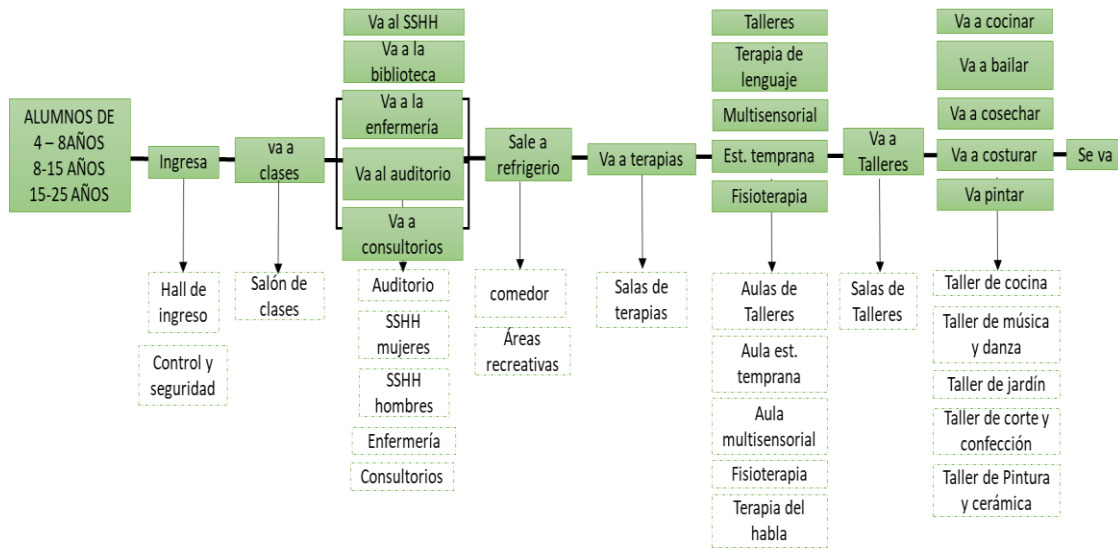 ALUMNOS DE
4 – 8AÑOS
8-15 AÑOS
15-25 AÑOS
Ingresa
va a
clases
Va al SSHH
Va a la
biblioteca
Va a la
enfermería
Va al auditorio
Va a
consultorios
Sale a
refrigerio
Va a terapias
Talleres
Terapia de
lenguaje
Multisensorial
Est. temprana
Fisioterapia
Va a
Talleres
Va a cocinar
Va a
bailar
Va a cosechar
Va a costurar
Va pintar
Se va
Hall de
ingreso
Control y
seguridad
Salón de
clases
Auditorio
SSHH
mujeres
SSHH
hombres
Enfermería
Consultorios
comedor
Áreas
recreativas
Salas de
terapias
Aulas de
Talleres
Aula est.
temprana
Aula
multisensorial
Fisioterapia
Terapia del
habla
Salas de
Talleres
Taller de cocina
Taller de música
y danza
Taller de jardín
Taller de corte y
confección
Taller de Pintura
y cerámica